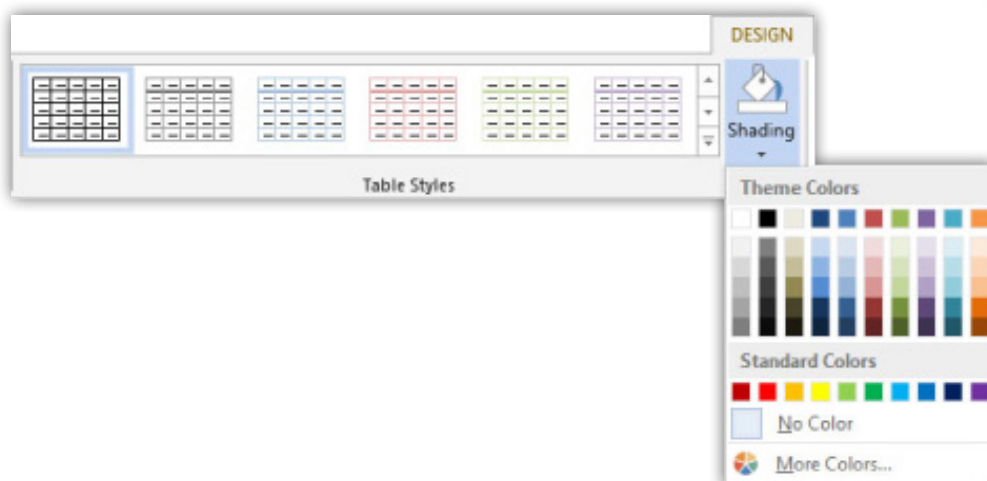 DESIGN
Shading
Table Styles
Theme Colors
Standard Colors
No Color
More Colors...